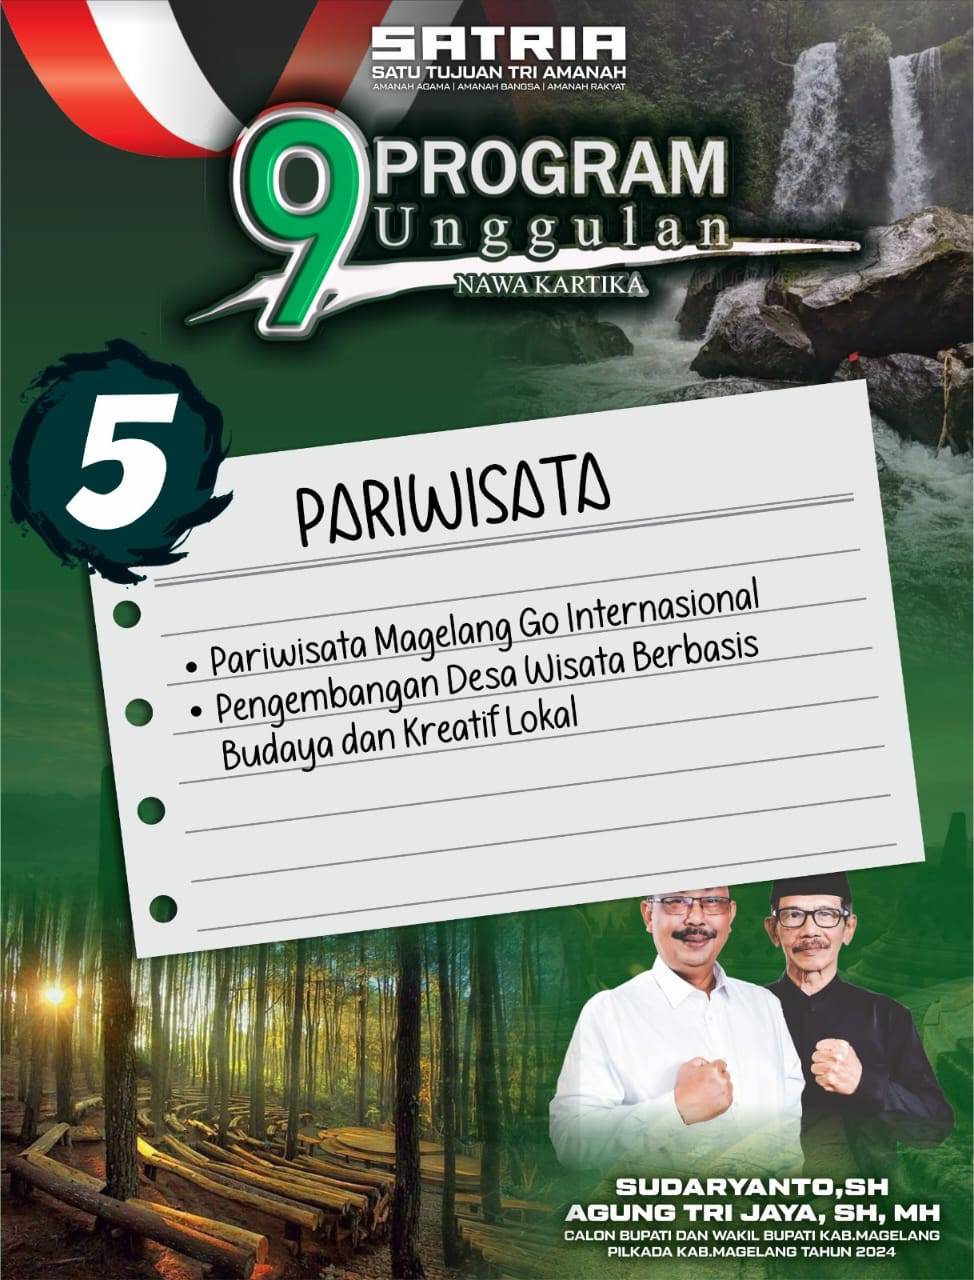 SATRIA
SATU TUJUAN TRI AMANAH
AMANAH AGAMA | AMANAH BANGSA | AMANAH RAKYAT
9 PROGRAM
Unggulan
NAWA KARTIKA
5
PARIWISATA
• Pariwisata Magelang Go Internasional
• Pengembangan Desa Wisata Berbasis
Budaya dan Kreatif Lokal
SUDARYANTO,SH
AGUNG TRI JAYA, SH, MH
CALON BUPATI DAN WAKIL BUPATI KAB.MAGELANG
PILKADA KAB.MAGELANG TAHUN 2024